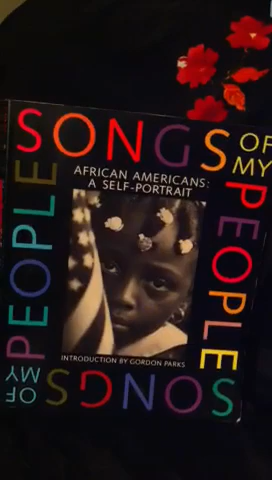 SONGS
OF
MY
PEOPLE
AFRICAN AMERICANS:
A SELF-PORTRAIT
INTRODUCTION BY GORDON PARKS
SONGS
OF
MY
PEOPLE